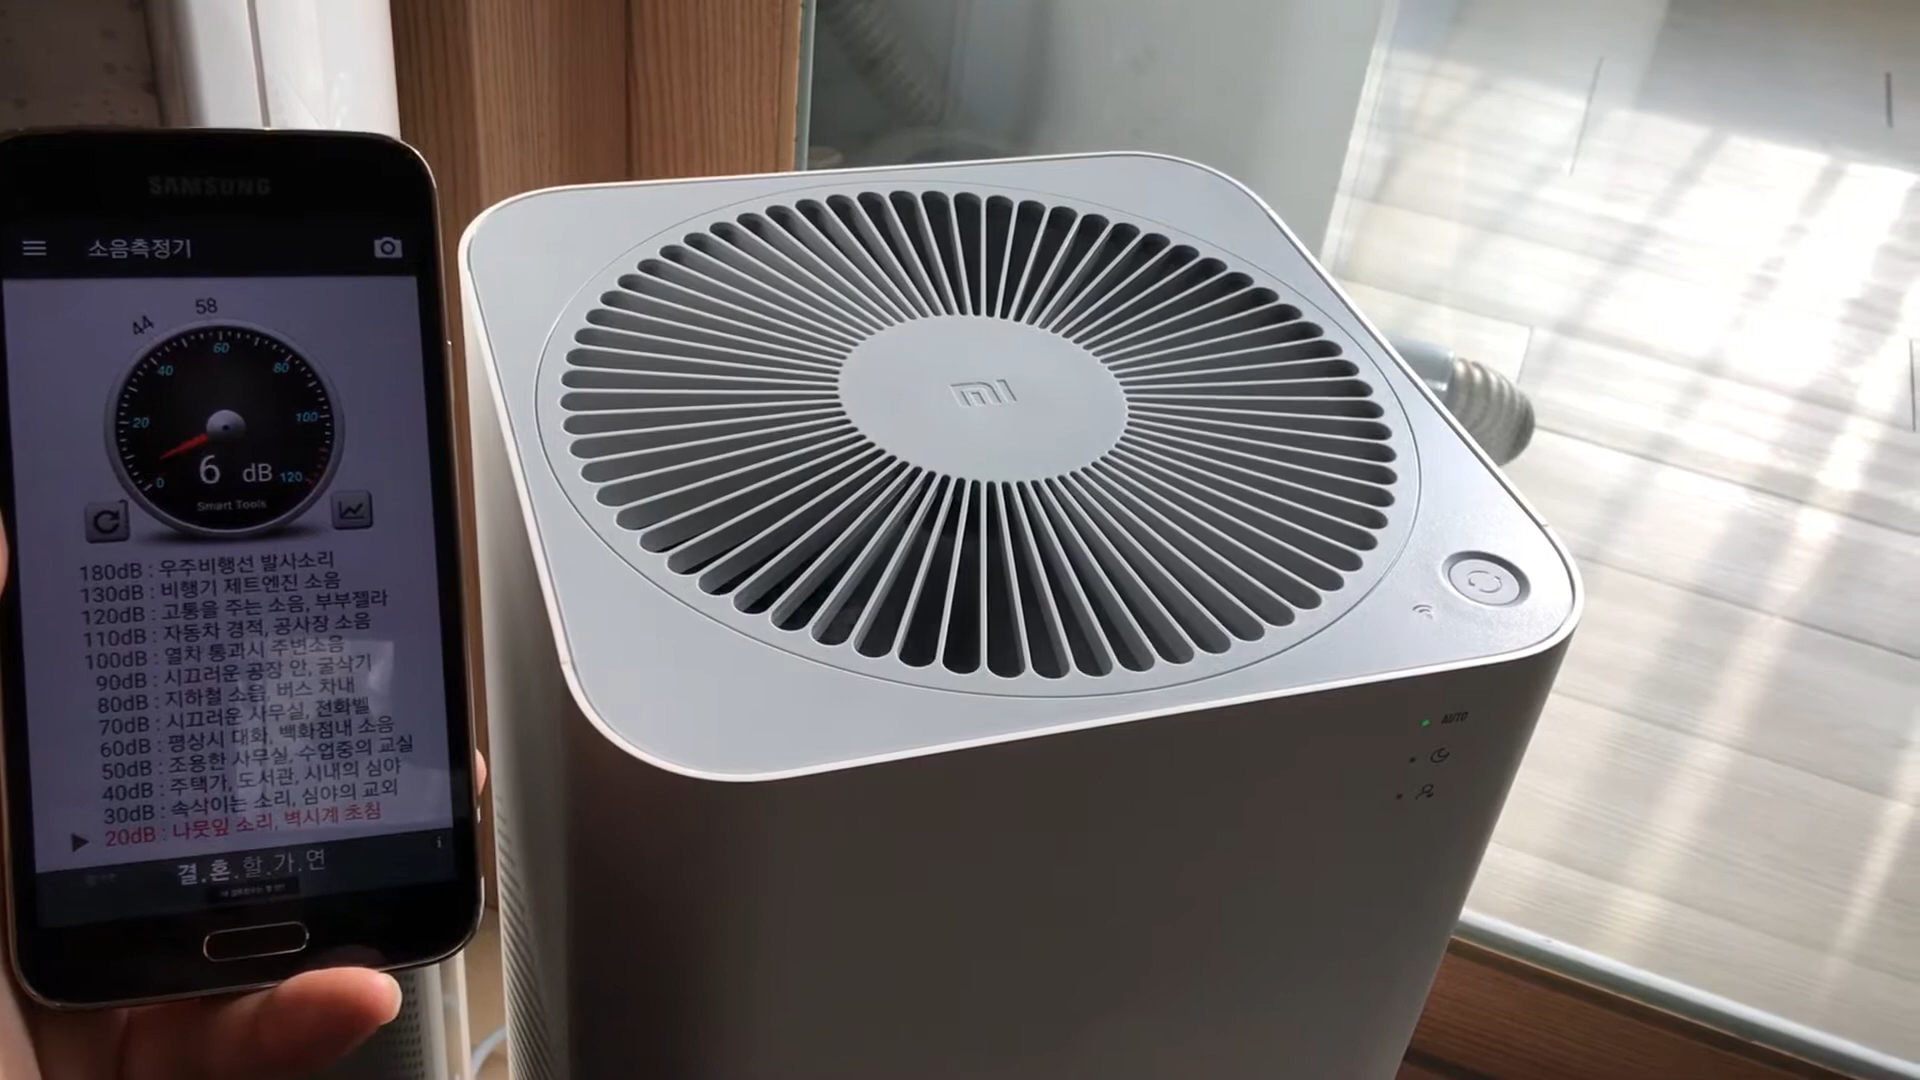 SAMSUNG
소음측정기
44
58
60
40
80
20
100
6 dB
0
120
Smart Tools
180dB : 우주비행선 발사소리
130dB : 비행기 제트엔진 소음
120dB : 고통을 주는 소음, 부부젤라
110dB : 자동차 경적, 공사장 소음
100dB : 열차 통과시 주변소음
90dB : 시끄러운 공장 안, 굴삭기
80dB : 지하철 소음, 버스 차내
70dB : 시끄러운 사무실, 전화벨
60dB : 평상시 대화, 백화점내 소음
50dB : 조용한 사무실, 수업중의 교실
40dB : 주택가, 도서관, 시내의 심야
30dB : 속삭이는 소리, 심야의 교외
20dB : 나뭇잎 소리, 벽시계 초침
결.혼.할.가.연
MI
AUTO